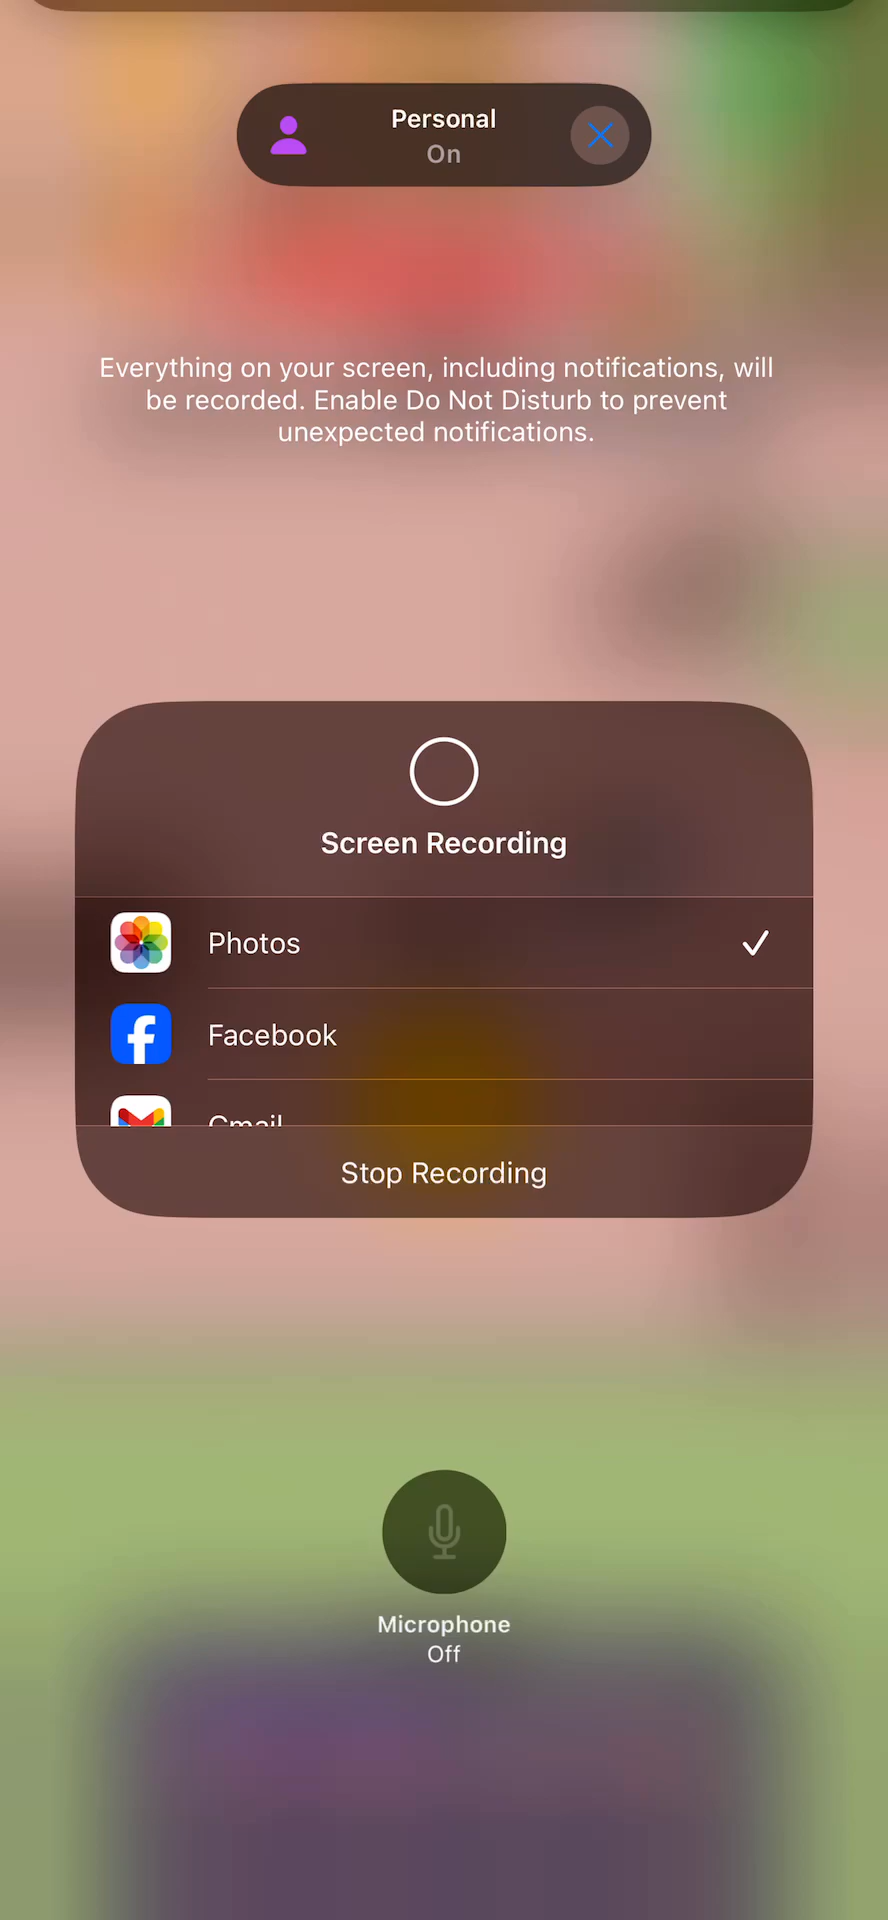 Personal
On
Everything on your screen, including notifications, will
be recorded. Enable Do Not Disturb to prevent
unexpected notifications.
Screen Recording
Photos
Facebook
Gmail
Stop Recording
Microphone
Off